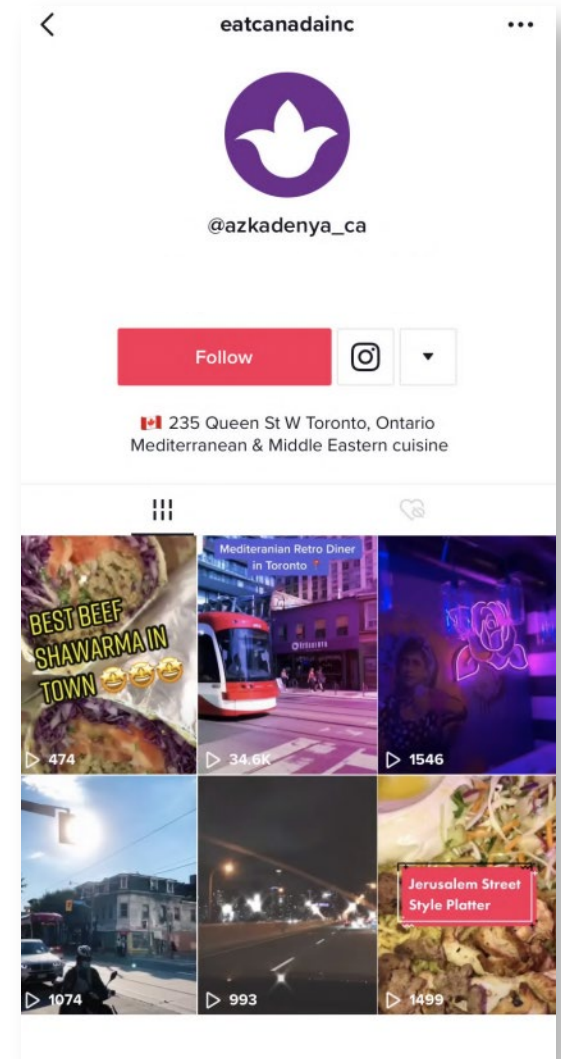 eatcanadainc
@azkadenya_ca
Follow
235 Queen St W Toronto, Ontario
Mediterranean & Middle Eastern cuisine
BEST BEEF
SHAWARMA IN
TOWN
474
Mediteranian Retro Diner
in Toronto
34.6K
1546
1074
993
Jerusalem Street
Style Platter
1499